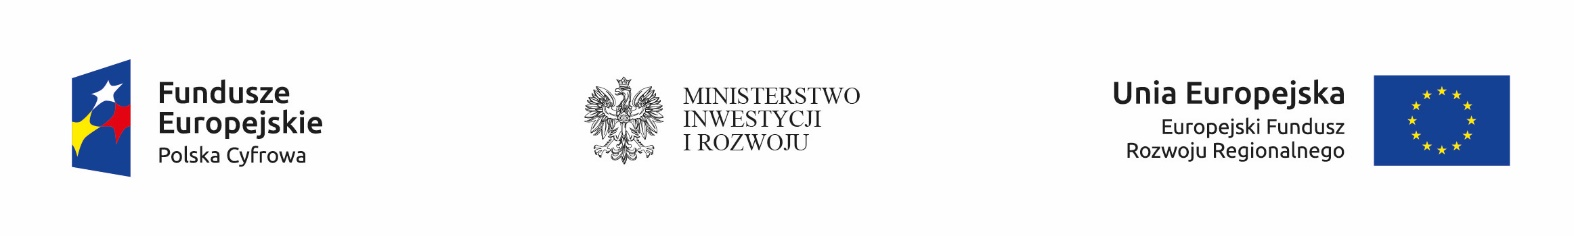 Fundusze
Europejskie
Polska Cyfrowa
MINISTERSTWO
INWESTYCJI
I ROZWOJU
Unia Europejska
Europejski Fundusz
Rozwoju Regionalnego